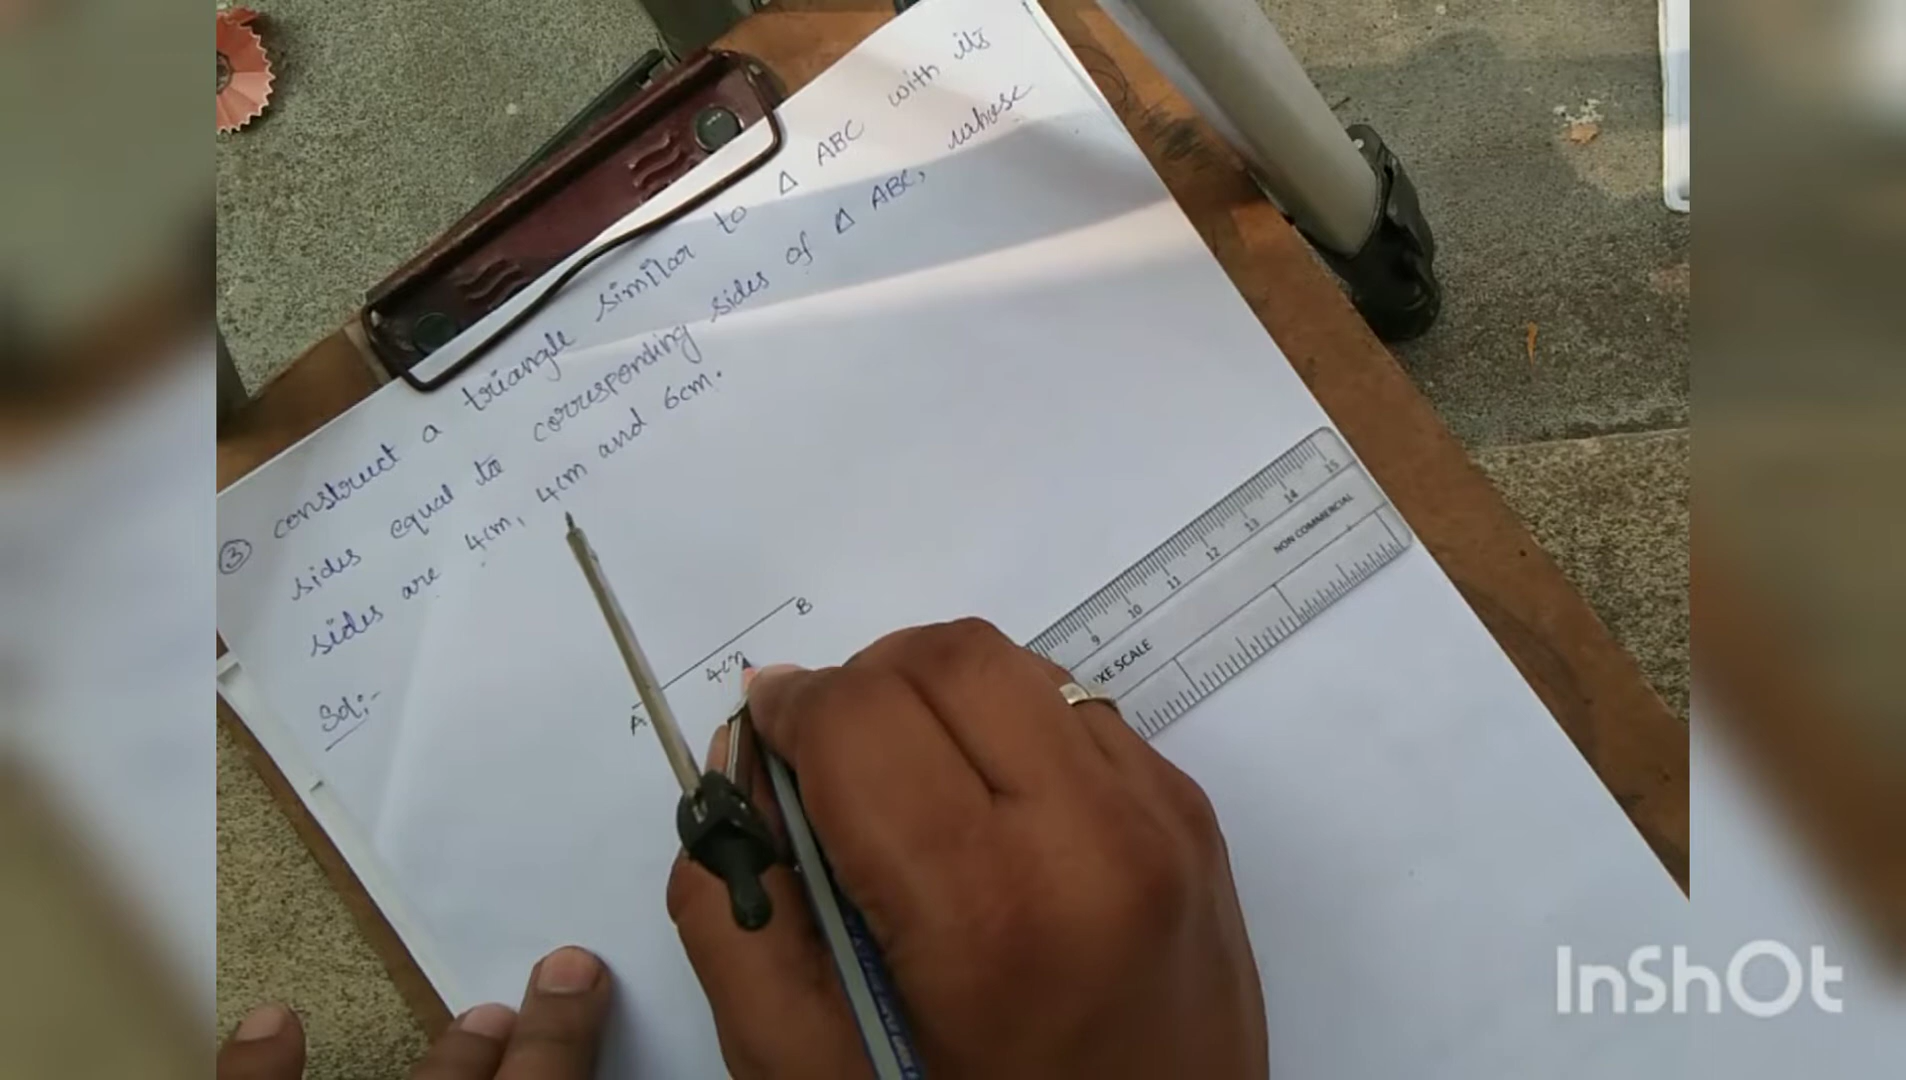 ③ construct a triangle similar to Δ ABC with its
sides equal to corresponding sides of Δ ABC, whose
sides are 4cm, 4cm and 6cm.
Sol:-
A
B
4cm
9 10 11 12 13 14 15
IXE SCALE
NON COMMERCIAL
InShOt